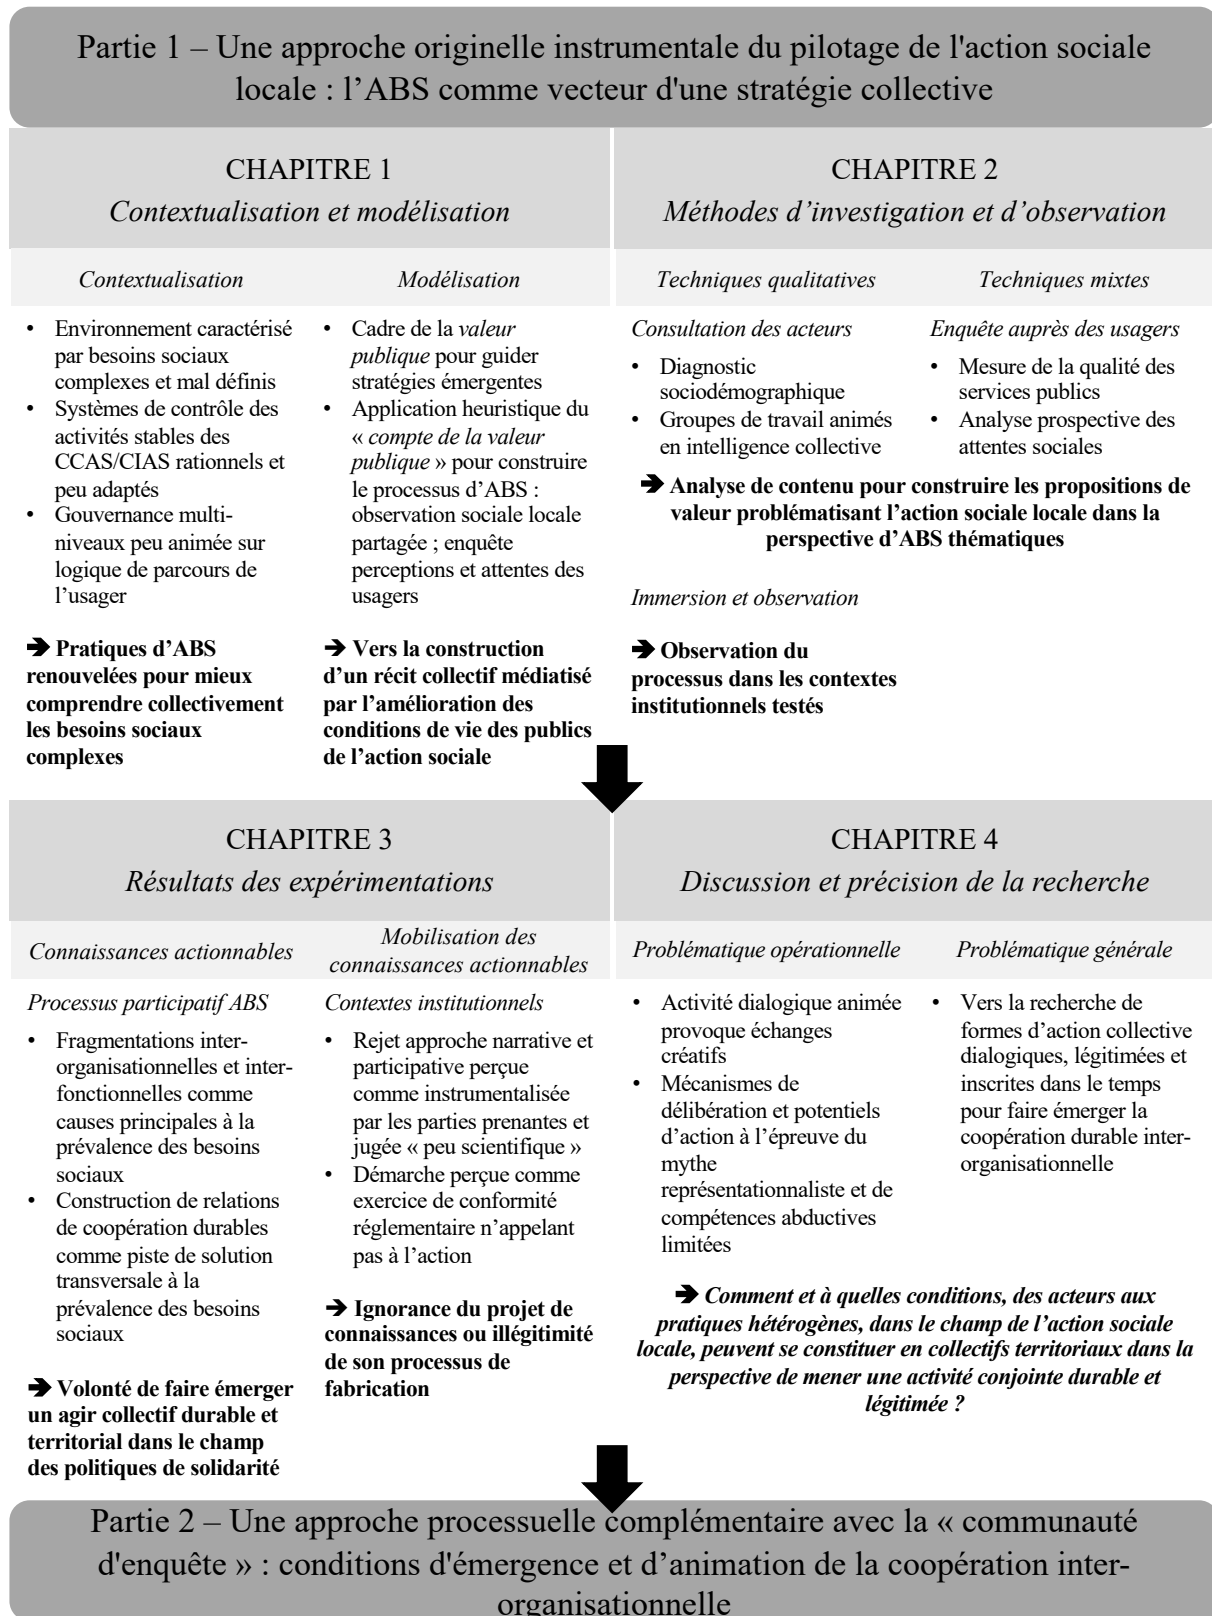 Partie 1 – Une approche originelle instrumentale du pilotage de l'action sociale
locale : l’ABS comme vecteur d'une stratégie collective
CHAPITRE 1
Contextualisation et modélisation
CHAPITRE 2
Méthodes d’investigation et d’observation
Contextualisation
Modélisation
Techniques qualitatives
Techniques mixtes
• Environnement caractérisé
par besoins sociaux
complexes et mal définis
• Systèmes de contrôle des
activités stables des
CCAS/CIAS rationnels et
peu adaptés
• Gouvernance multi-
niveaux peu animée sur
logique de parcours de
l’usager
➔ Pratiques d’ABS
renouvelées pour mieux
comprendre collectivement
les besoins sociaux
complexes
• Cadre de la valeur
publique pour guider
stratégies émergentes
• Application heuristique du
« compte de la valeur
publique » pour construire
le processus d’ABS :
observation sociale locale
partagée ; enquête
perceptions et attentes des
usagers
➔ Vers la construction
d’un récit collectif médiatisé
par l’amélioration des
conditions de vie des publics
de l’action sociale
Consultation des acteurs
• Diagnostic
sociodémographique
• Groupes de travail animés
en intelligence collective
Enquête auprès des usagers
• Mesure de la qualité des
services publics
• Analyse prospective des
attentes sociales
➔ Analyse de contenu pour construire les propositions de
valeur problématisant l’action sociale locale dans la
perspective d’ABS thématiques
Immersion et observation
➔ Observation du
processus dans les contextes
institutionnels testés
CHAPITRE 3
Résultats des expérimentations
CHAPITRE 4
Discussion et précision de la recherche
Connaissances actionnables
Mobilisation des
connaissances actionnables
Problématique opérationnelle
Problématique générale
Processus participatif ABS
• Fragmentations inter-
organisationnelles et inter-
fonctionnelles comme
causes principales à la
prévalence des besoins
sociaux
• Construction de relations
de coopération durables
comme piste de solution
transversale à la
prévalence des besoins
sociaux
➔ Volonté de faire émerger
un agir collectif durable et
territorial dans le champ
des politiques de solidarité
Contextes institutionnels
• Rejet approche narrative et
participative perçue
comme instrumentalisée
par les parties prenantes et
jugée « peu scientifique »
• Démarche perçue comme
exercice de conformité
réglementaire n’appelant
pas à l’action
➔ Ignorance du projet de
connaissances ou illégitimité
de son processus de
fabrication
• Activité dialogique animée
provoque échanges
créatifs
• Mécanismes de
délibération et potentiels
d’action à l’épreuve du
mythe
représentationnaliste et de
compétences abductives
limitées
• Vers la recherche de
formes d’action collective
dialogiques, légitimées et
inscrites dans le temps
pour faire émerger la
coopération durable inter-
organisationnelle
➔ Comment et à quelles conditions, des acteurs aux
pratiques hétérogènes, dans le champ de l’action sociale
locale, peuvent se constituer en collectifs territoriaux dans la
perspective de mener une activité conjointe durable et
légitimée ?
Partie 2 – Une approche processuelle complémentaire avec la « communauté
d'enquête » : conditions d'émergence et d’animation de la coopération inter-
organisationnelle